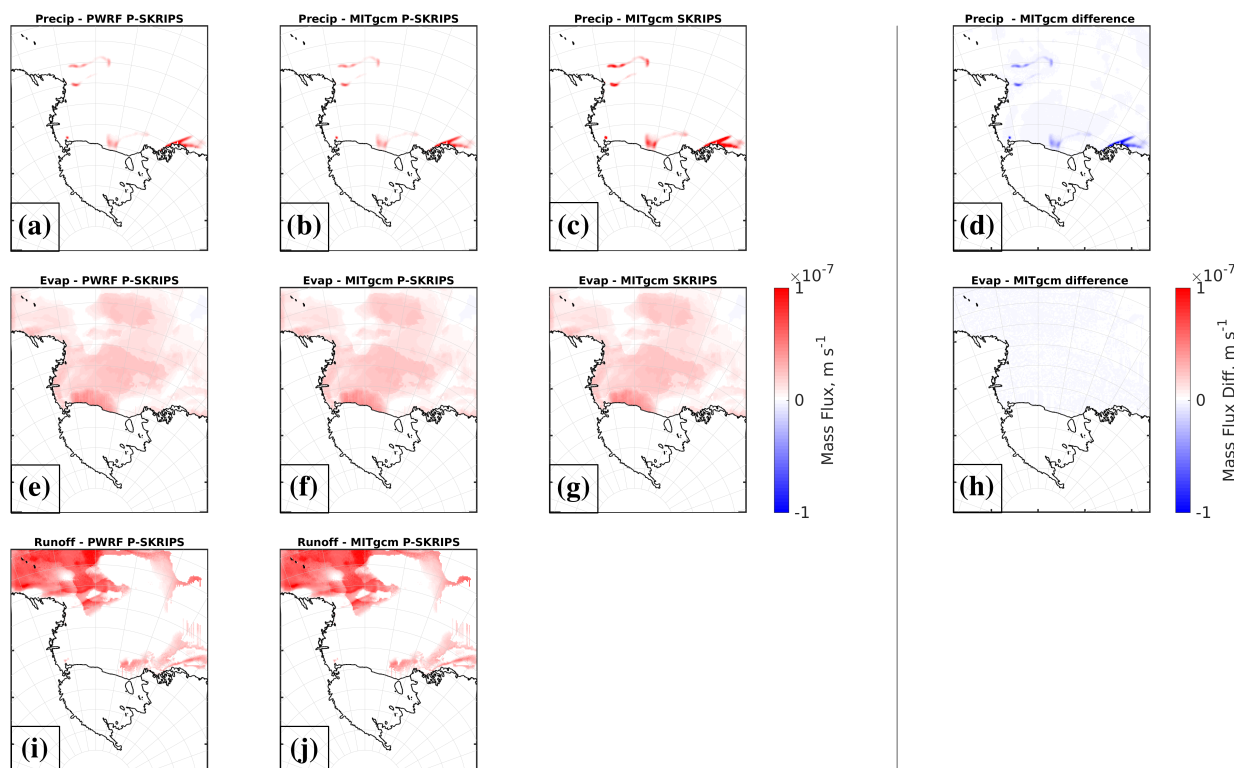 Precip - PWRF P-SKRIPS
Precip - MITgcm P-SKRIPS
Precip - MITgcm SKRIPS
Precip - MITgcm difference
(a)
(b)
(c)
(d)
Evap - PWRF P-SKRIPS
Evap - MITgcm P-SKRIPS
Evap - MITgcm SKRIPS
Evap - MITgcm difference
(e)
(f)
(g)
(h)
×10⁻⁷
1
0
-1
Mass Flux, m s⁻¹
×10⁻⁷
1
0
-1
Mass Flux Diff. m s⁻¹
Runoff - PWRF P-SKRIPS
Runoff - MITgcm P-SKRIPS
(i)
(j)